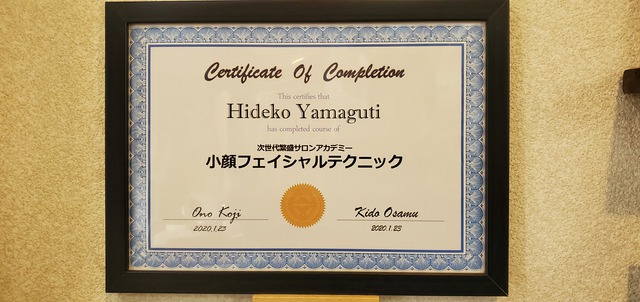 Certificate Of Completion
This certifies that
Hideko Yamaguti
has completed course of
次世代繁盛サロンアカデミー
小顔フェイシャルテクニック
Ono Koji
Kido Osamu
2020.1.23
2020.1.23